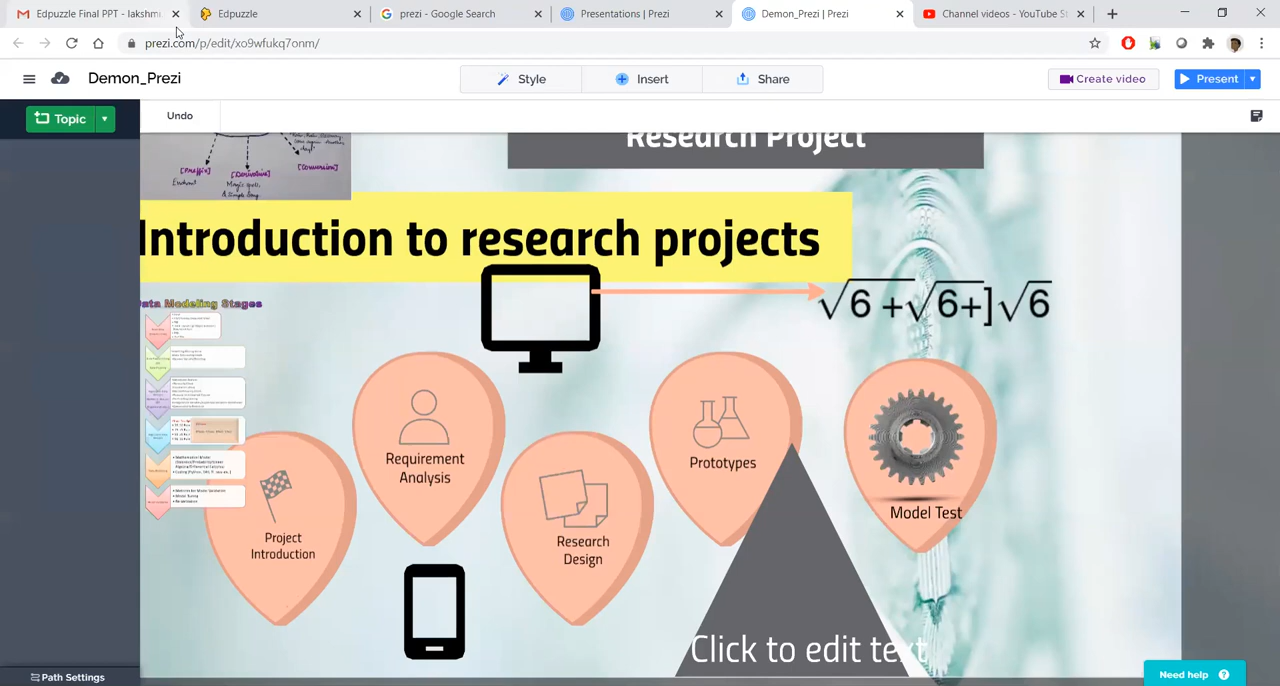 Edpuzzle Final PPT - lakshmi
Edpuzzle
prezi - Google Search
Presentations | Prezi
Demon_Prezi | Prezi
Channel videos - YouTube St
prezi.com/p/edit/xo9wfukq7onm/
Demon_Prezi
Style
Insert
Share
Create video
Present
Topic
Undo
Research Project
[Conversion]
Introduction to research projects
√6 +√6+]√6
Data Modeling Stages
Requirement
Analysis
Prototypes
Model Test
Project
Introduction
Research
Design
Click to edit text
Path Settings
Need help ?